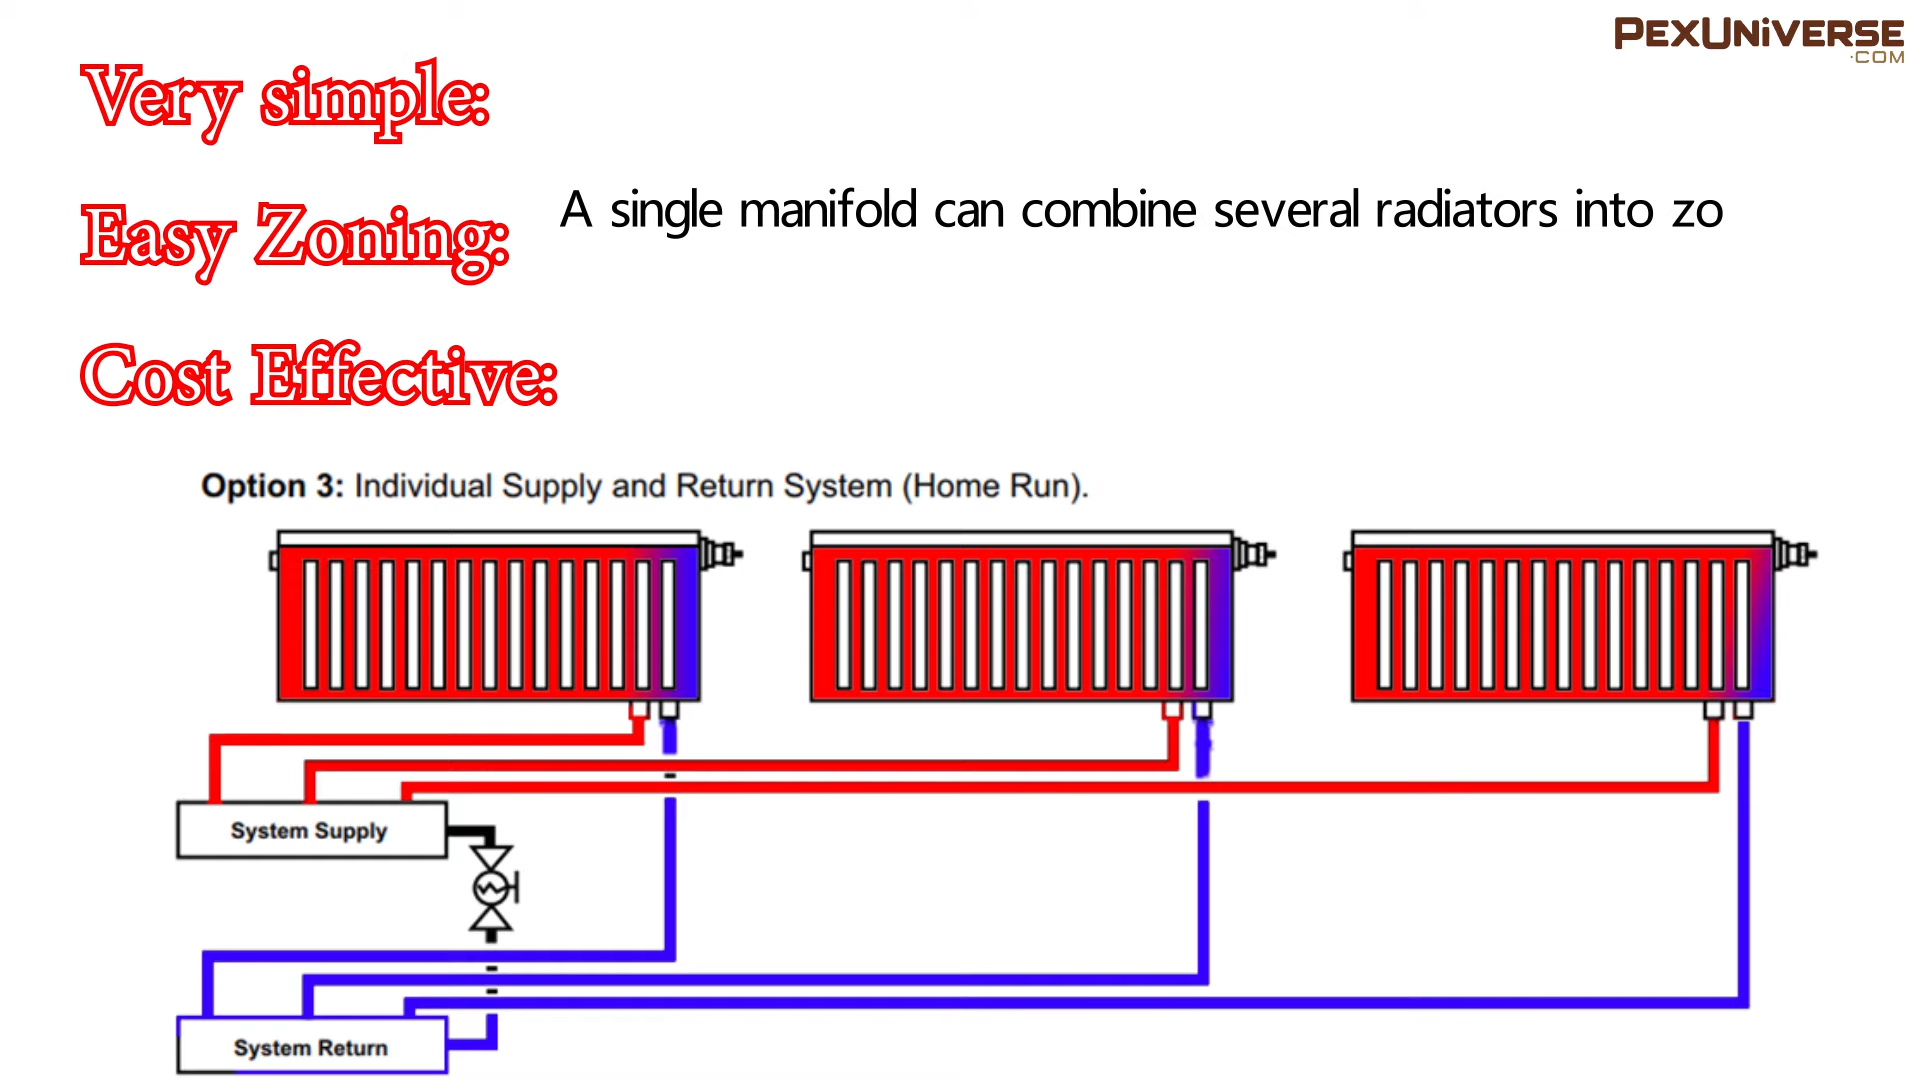 PEXUNiVERSE
.COM
Very simple:
Easy Zoning:
A single manifold can combine several radiators into zo
Cost Effective:
Option 3: Individual Supply and Return System (Home Run).
System Supply
System Return